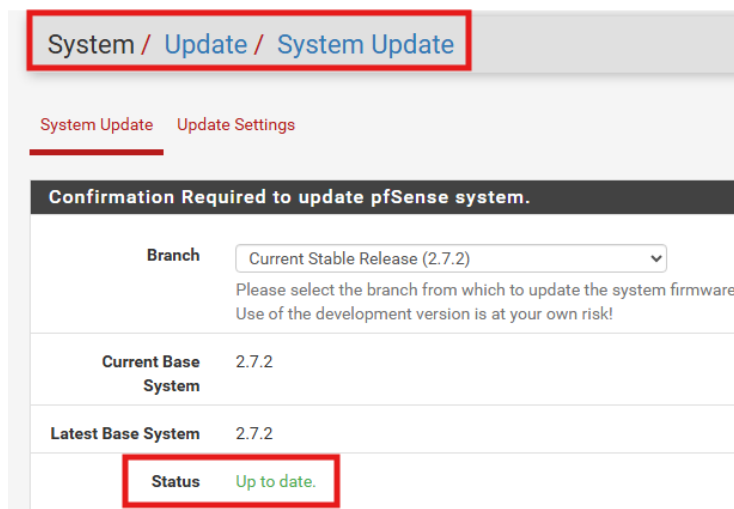 System / Update / System Update
System Update Update Settings
Confirmation Required to update pfSense system.
Branch Current Stable Release (2.7.2)
Please select the branch from which to update the system firmware
Use of the development version is at your own risk!
Current Base 2.7.2
System
Latest Base System 2.7.2
Status Up to date.